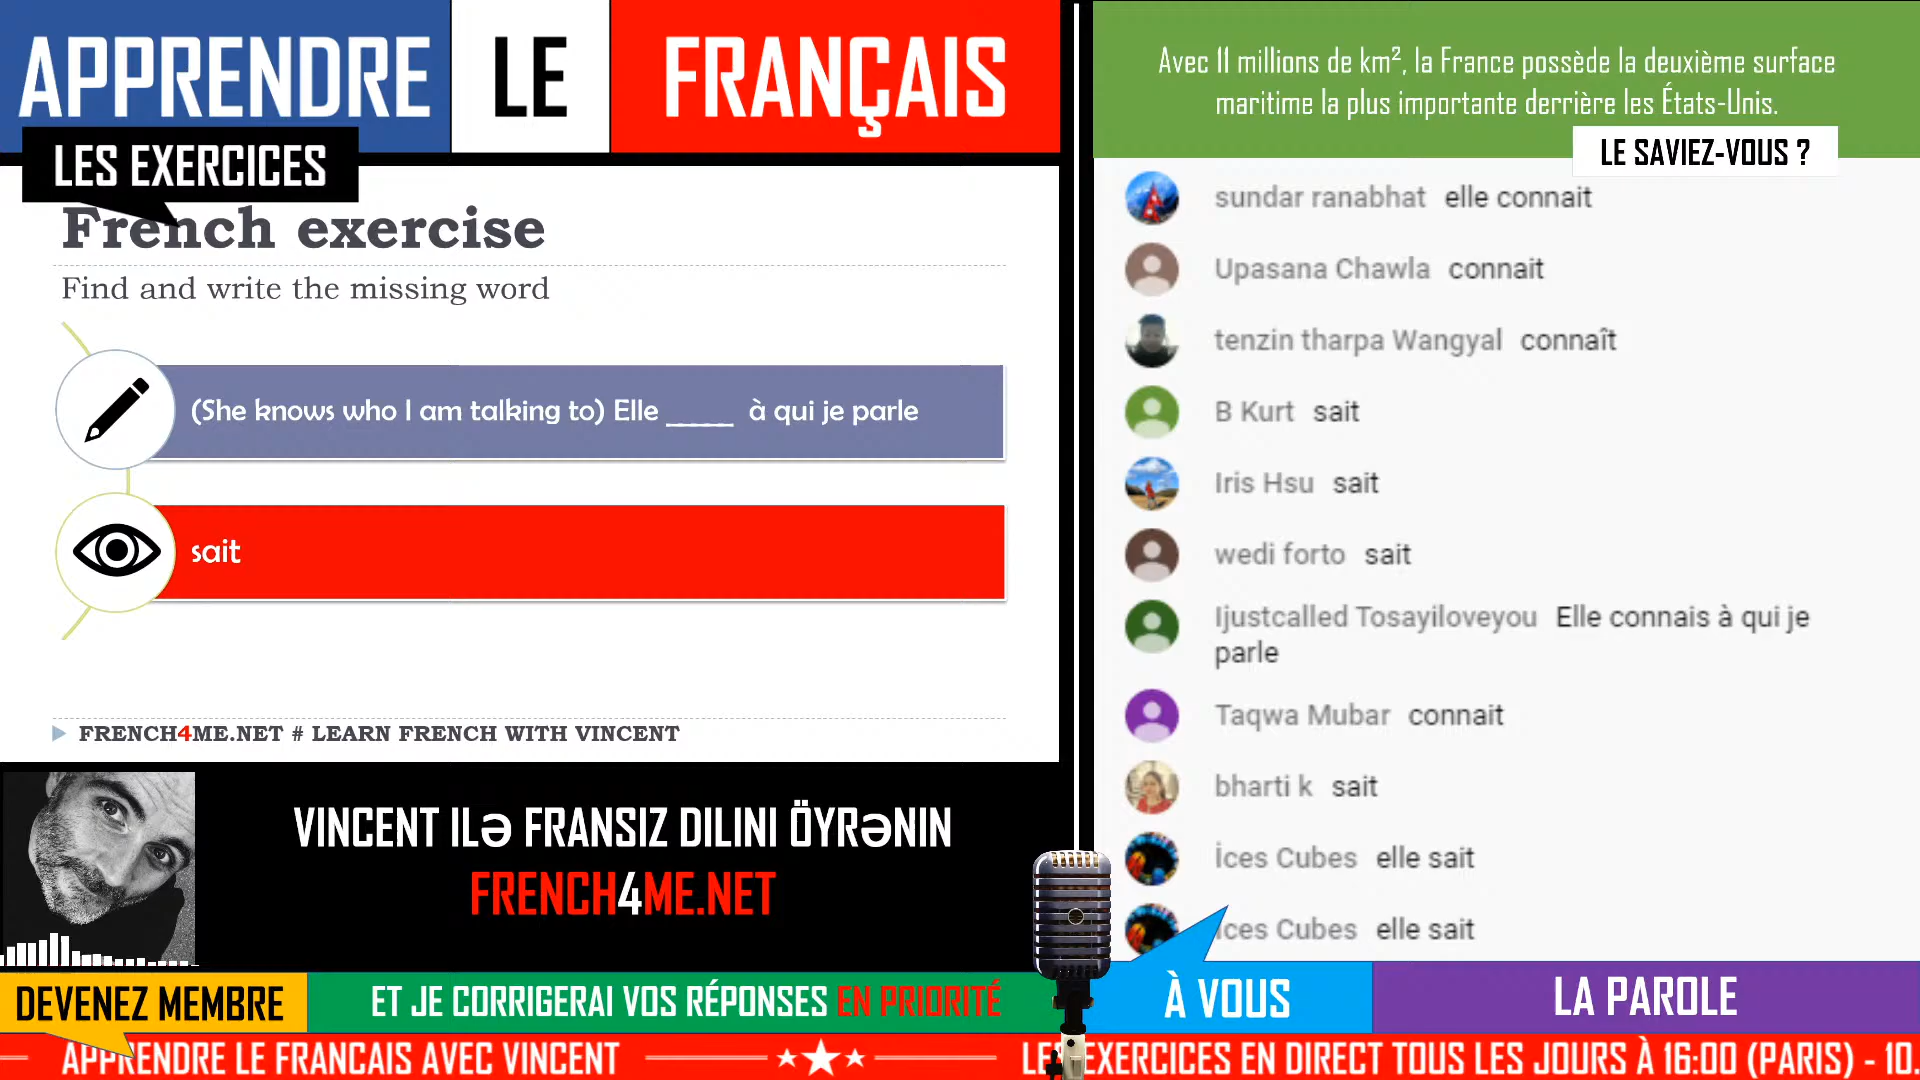 APPRENDRE LE FRANÇAIS
LES EXERCICES
French exercise
Find and write the missing word
(She knows who I am talking to) Elle _____ à qui je parle
sait
FRENCH4ME.NET # LEARN FRENCH WITH VINCENT
VINCENT ILƏ FRANSIZ DILINI ÖYRƏNIN
FRENCH4ME.NET
DEVENEZ MEMBRE
ET JE CORRIGERAI VOS RÉPONSES EN PRIORITÉ
Avec 11 millions de km², la France possède la deuxième surface
maritime la plus importante derrière les États-Unis.
LE SAVIEZ-VOUS ?
sundar ranabhat elle connait
Upasana Chawla connait
tenzin tharpa Wangyal connaît
B Kurt sait
Iris Hsu sait
wedi forto sait
Ijustcalled Tosayiloveyou Elle connais à qui je
parle
Taqwa Mubar connait
bharti k sait
İces Cubes elle sait
İces Cubes elle sait
À VOUS
LA PAROLE
APPRENDRE LE FRANCAIS AVEC VINCENT
LES EXERCICES EN DIRECT TOUS LES JOURS À 16:00 (PARIS) - 10.